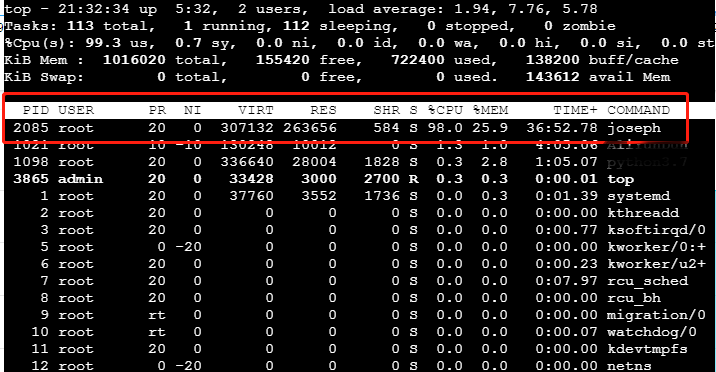 top - 21:32:34 up  5:32,  2 users,  load average: 1.94, 7.76, 5.78
Tasks: 113 total,   1 running, 112 sleeping,   0 stopped,   0 zombie
%Cpu(s): 99.3 us,  0.7 sy,  0.0 ni,  0.0 id,  0.0 wa,  0.0 hi,  0.0 si,  0.0 st
KiB Mem :  1016020 total,   155420 free,   722400 used,   138200 buff/cache
KiB Swap:        0 total,        0 free,        0 used.   143612 avail Mem
PID USER      PR  NI    VIRT    RES    SHR S %CPU %MEM     TIME+ COMMAND
2085 root      20   0  307132 263656    584 S 98.0 25.9  36:52.78 joseph
1021 root      10 -10  130248  10012      0 S  1.3  1.0   4:05.06
1098 root      20   0  336640  28004   1828 S  0.3  2.8   1:05.07 python3.7
3865 admin     20   0   33428   3000   2700 R  0.3  0.3   0:00.01 top
1 root      20   0   37760   3552   1736 S  0.0  0.3   0:01.39 systemd
2 root      20   0       0      0      0 S  0.0  0.0   0:00.00 kthreadd
3 root      20   0       0      0      0 S  0.0  0.0   0:00.77 ksoftirqd/0
5 root       0 -20       0      0      0 S  0.0  0.0   0:00.00 kworker/0:+
6 root      20   0       0      0      0 S  0.0  0.0   0:00.23 kworker/u2+
7 root      20   0       0      0      0 S  0.0  0.0   0:07.97 rcu_sched
8 root      20   0       0      0      0 S  0.0  0.0   0:00.00 rcu_bh
9 root      rt   0       0      0      0 S  0.0  0.0   0:00.00 migration/0
10 root      rt   0       0      0      0 S  0.0  0.0   0:00.07 watchdog/0
11 root      20   0       0      0      0 S  0.0  0.0   0:00.00 kdevtmpfs
12 root       0 -20       0      0      0 S  0.0  0.0   0:00.00 netns